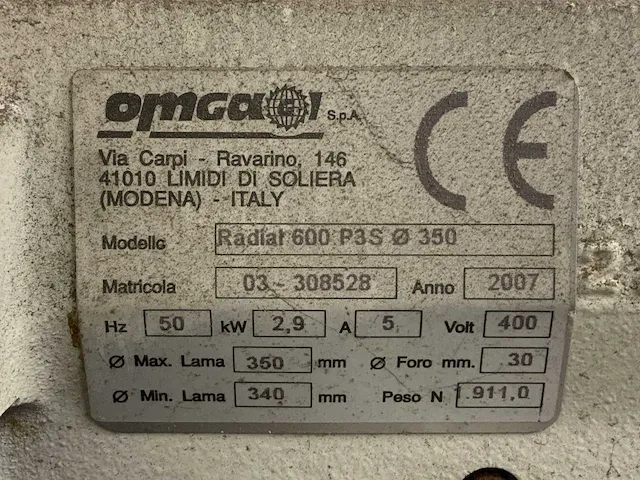 OMGA S.p.A.
Via Carpi - Ravarino, 146
41010 LIMIDI DI SOLIERA
(MODENA) - ITALY
CE
Modello Radial 600 P3S Ø 350
Matricola 03 - 308528 Anno 2007
Hz 50 kW 2,9 A 5 Volt 400
Ø Max. Lama 350 mm Ø Foro mm. 30
Ø Min. Lama 340 mm Peso N 1.911,0